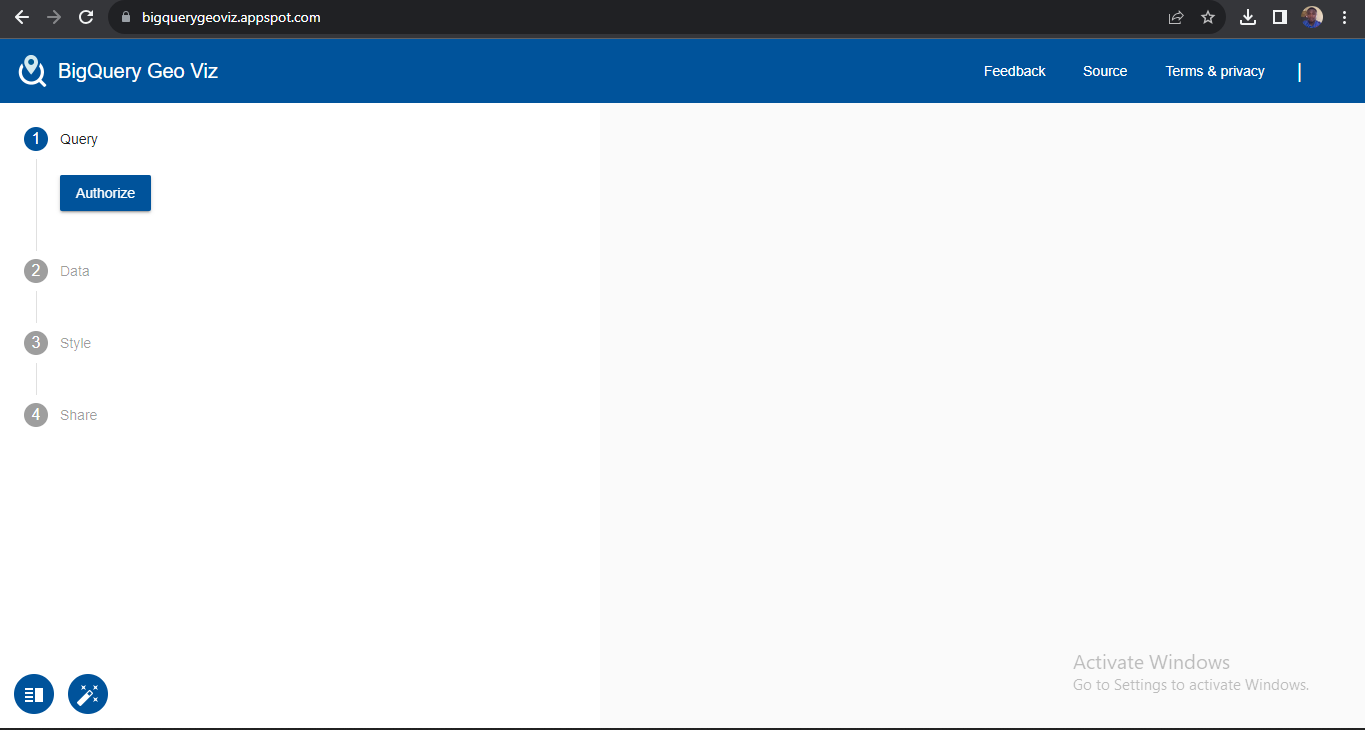 bigquerygeoviz.appspot.com
BigQuery Geo Viz
Feedback
Source
Terms & privacy
1 Query
Authorize
2 Data
3 Style
4 Share
Activate Windows
Go to Settings to activate Windows.